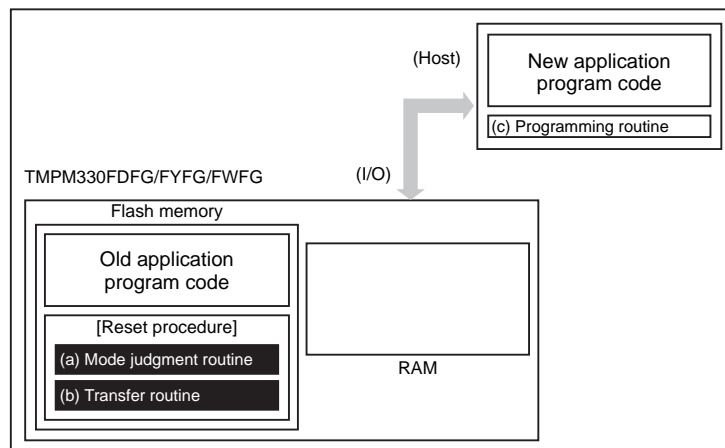 (Host)
New application
program code
(c) Programming routine
(I/O)
TMPM330FDFG/FYFG/FWFG
Flash memory
Old application
program code
[Reset procedure]
(a) Mode judgment routine
(b) Transfer routine
RAM